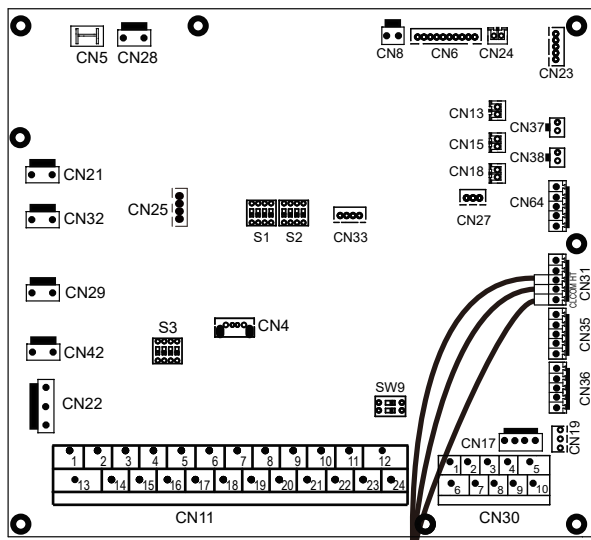 CN5
CN28
CN8
CN6
CN24
CN23
CN13
CN37
CN15
CN38
CN18
CN21
CN25
CN27
CN64
CN32
S1
S2
CN33
CN31
CL COM HT
CN29
S3
CN4
CN35
CN42
CN36
CN22
SW9
CN17
CN19
1 2 3 4 5 6 7 8 9 10 11 12
13 14 15 16 17 18 19 20 21 22 23 24
CN11
1 2 3 4 5
6 7 8 9 10
CN30